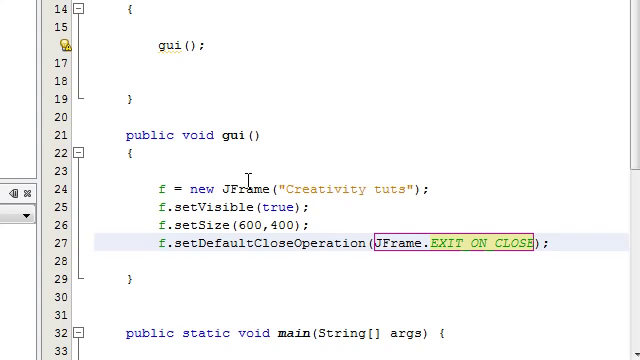 14 {
15
gui();
17
18
19 }
20
21 public void gui()
22 {
23
24 f = new JFrame("Creativity tuts");
25 f.setVisible(true);
26 f.setSize(600,400);
27 f.setDefaultCloseOperation(JFrame.EXIT_ON_CLOSE);
28
29 }
30
31
32 public static void main(String[] args) {
33